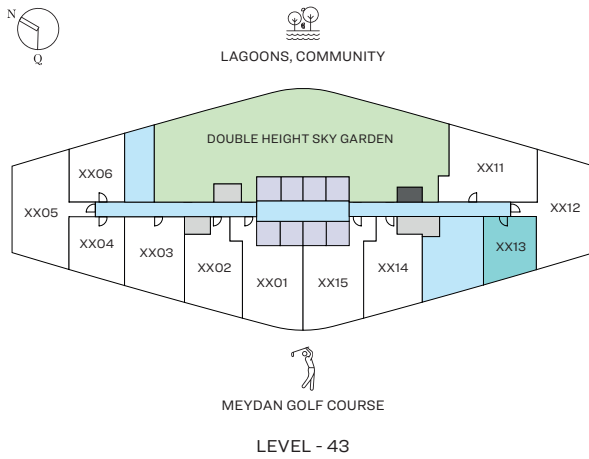 N
Q
LAGOONS, COMMUNITY
DOUBLE HEIGHT SKY GARDEN
XX06
XX11
XX05
XX12
XX04
XX03
XX02
XX01
XX15
XX14
XX13
MEYDAN GOLF COURSE
LEVEL - 43